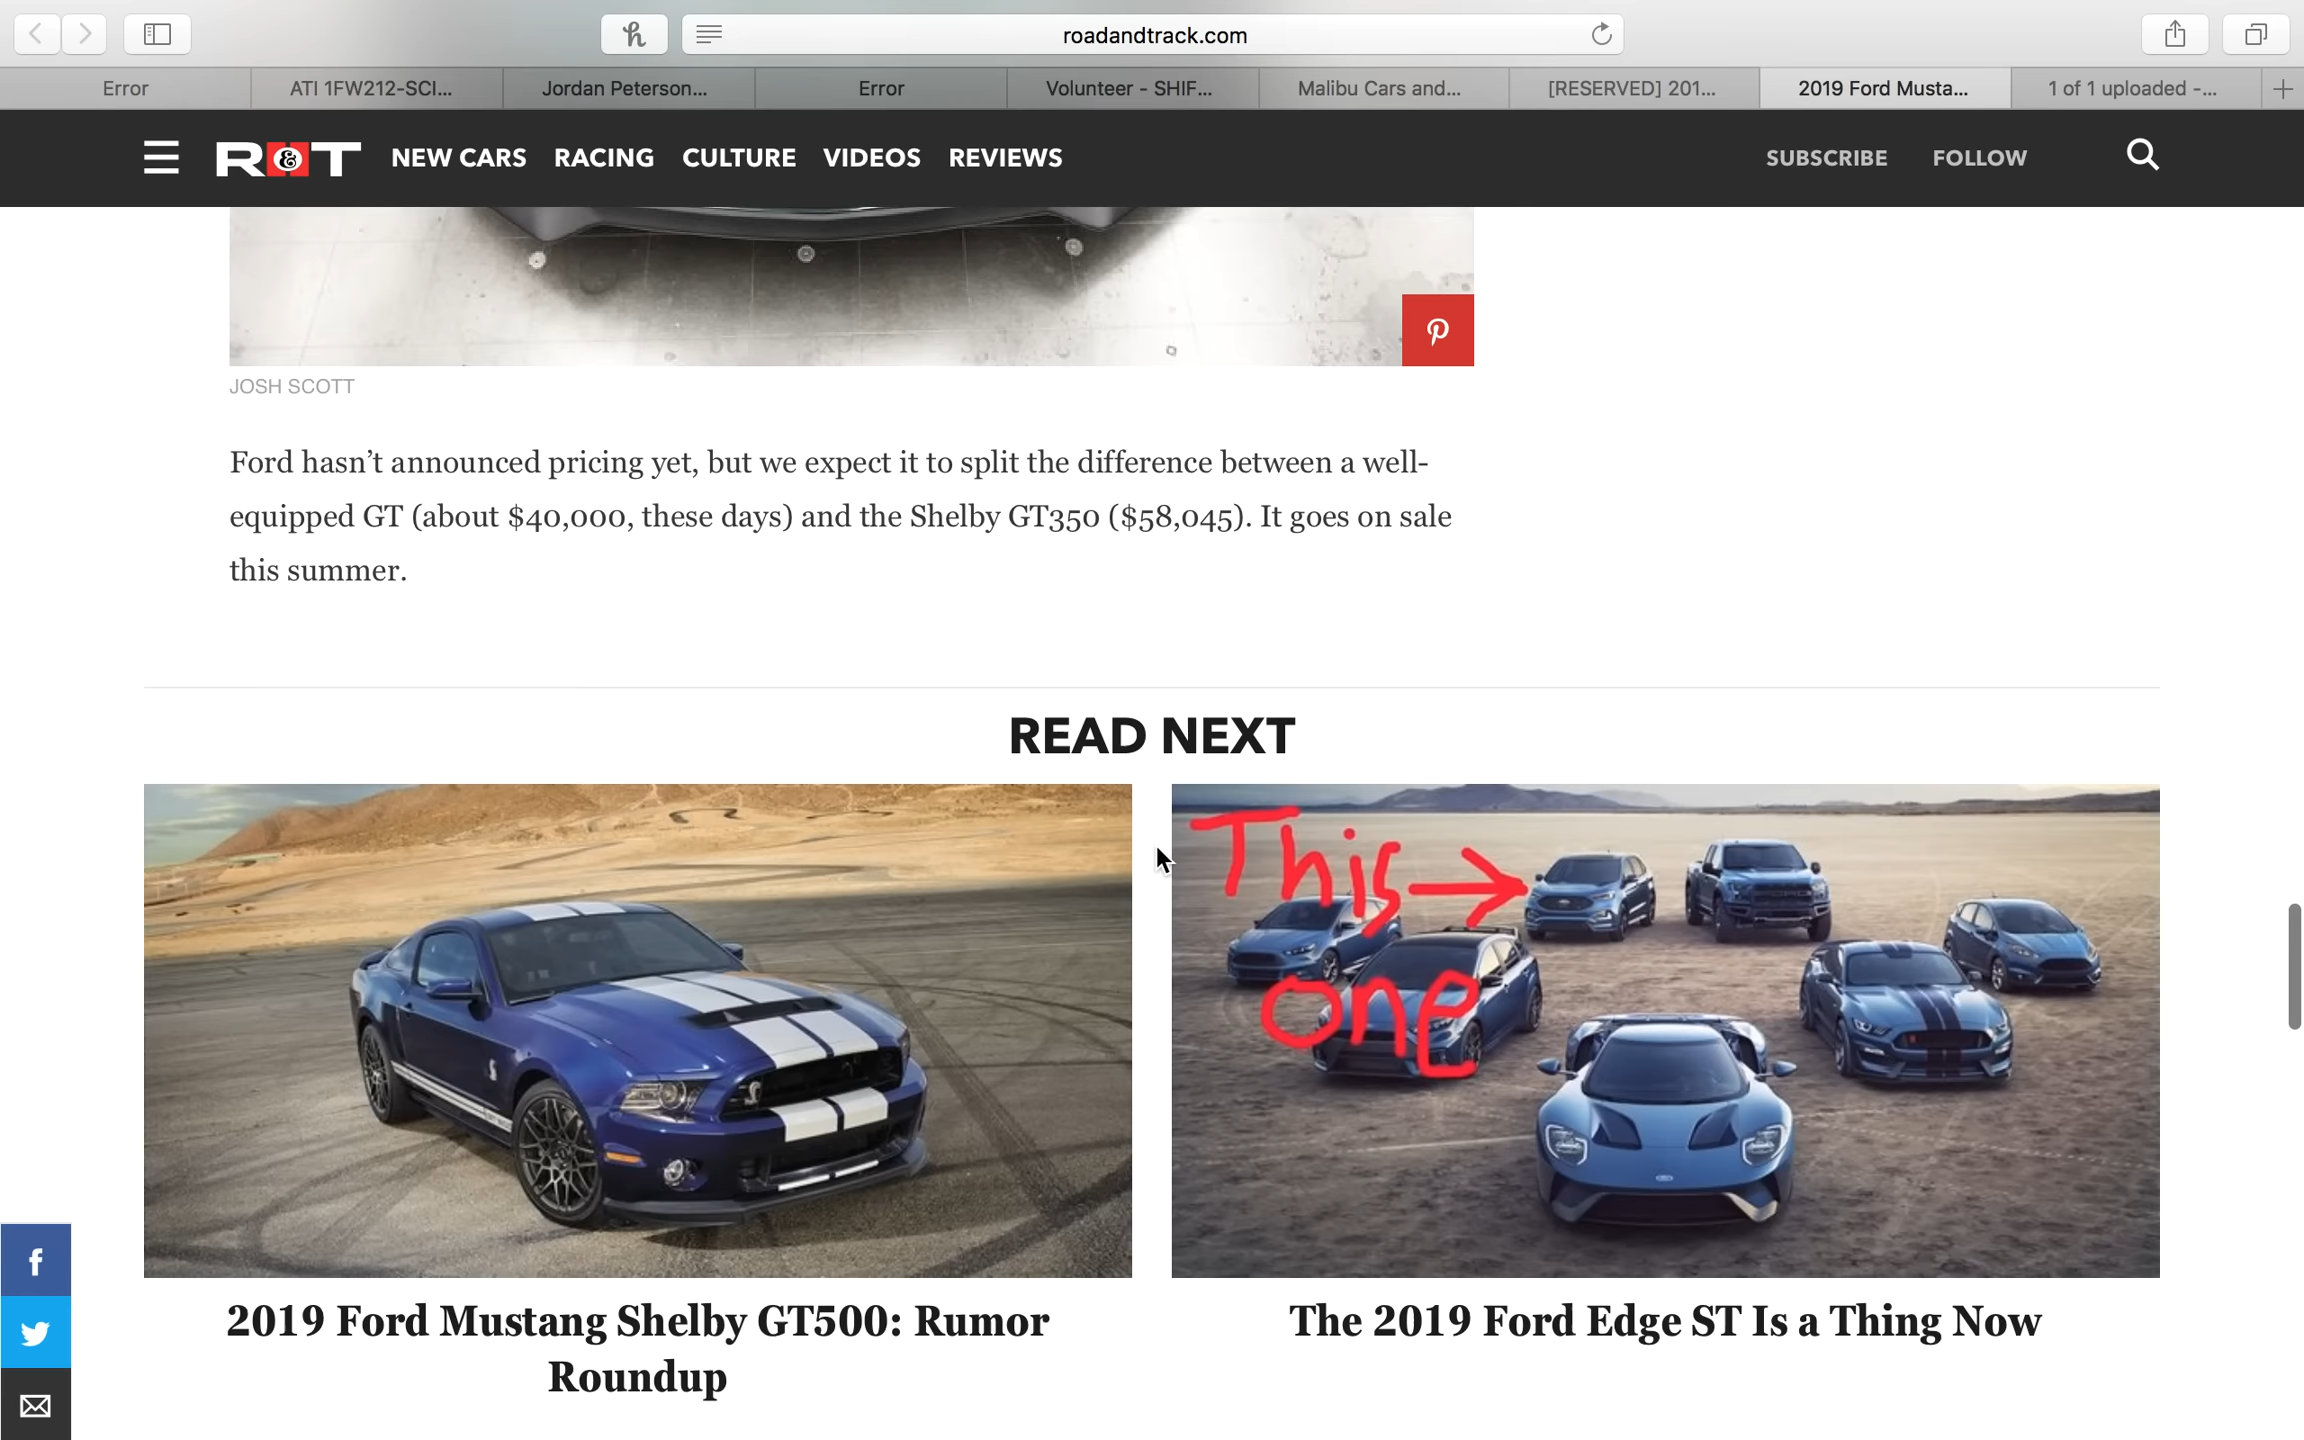 roadandtrack.com
Error
ATI 1FW212-SCI...
Jordan Peterson...
Error
Volunteer - SHIF...
Malibu Cars and...
[RESERVED] 201...
2019 Ford Musta...
1 of 1 uploaded -...
R&T
NEW CARS
RACING
CULTURE
VIDEOS
REVIEWS
SUBSCRIBE
FOLLOW
JOSH SCOTT
Ford hasn’t announced pricing yet, but we expect it to split the difference between a well-
equipped GT (about $40,000, these days) and the Shelby GT350 ($58,045). It goes on sale
this summer.
READ NEXT
This
one
2019 Ford Mustang Shelby GT500: Rumor
Roundup
The 2019 Ford Edge ST Is a Thing Now